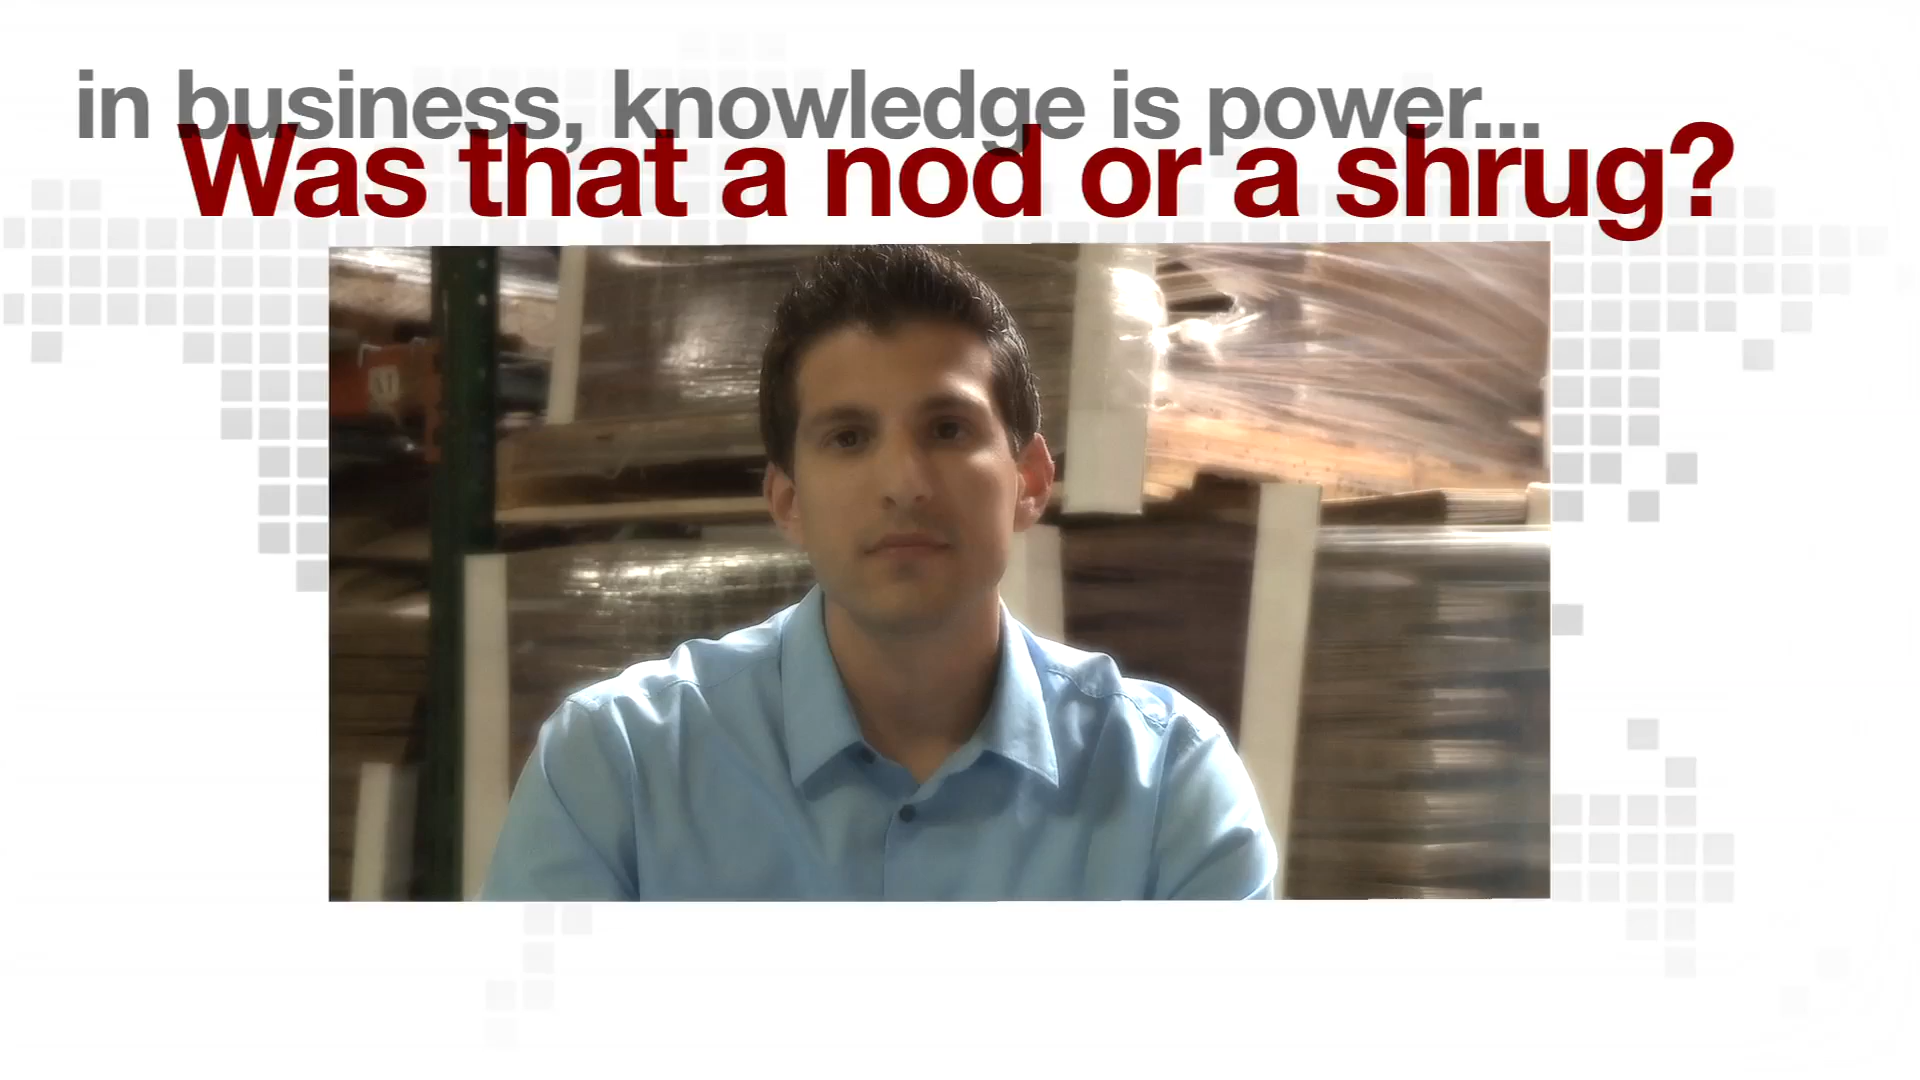 in business, knowledge is power...
Was that a nod or a shrug?